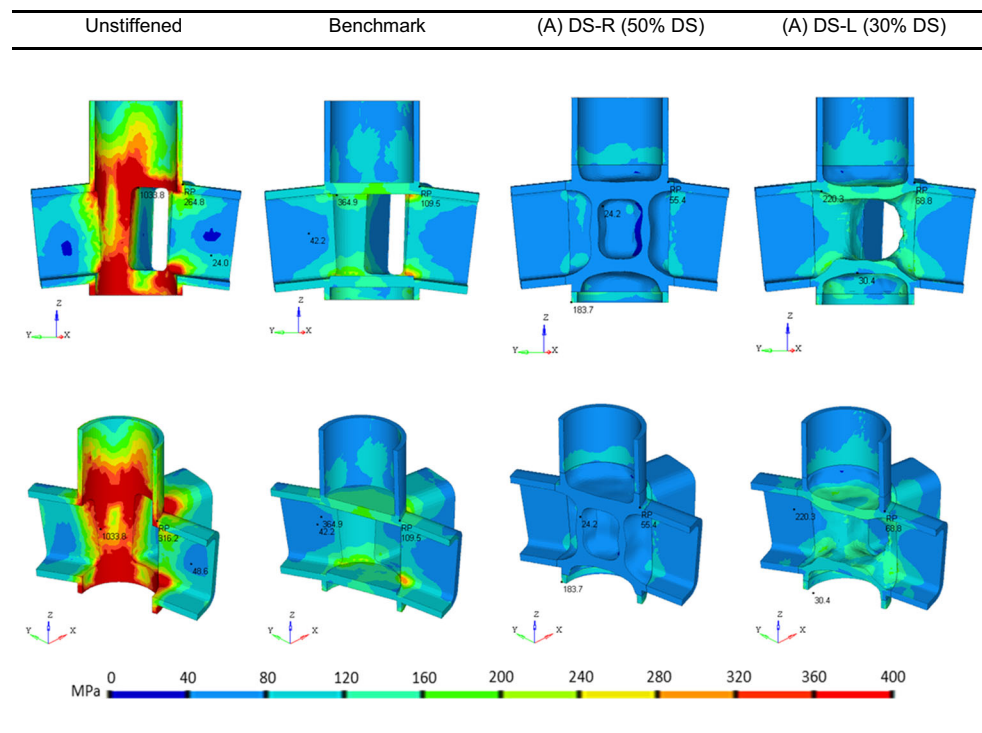 Unstiffened Benchmark (A) DS-R (50% DS) (A) DS-L (30% DS)
1033.8 RP 264.8 24.0
364.9 RP 109.5 42.2
24.2 RP 55.4 183.7
220.3 RP 68.8 30.4
Z Y X Z Y X Z Y X Z Y X
1033.8 RP 316.2 48.6
364.9 42.2 RP 109.5
24.2 RP 55.4 183.7
220.3 RP 68.8 30.4
Z Y X Z Y X Z Y X Z Y X
0 40 80 120 160 200 240 280 320 360 400
MPa